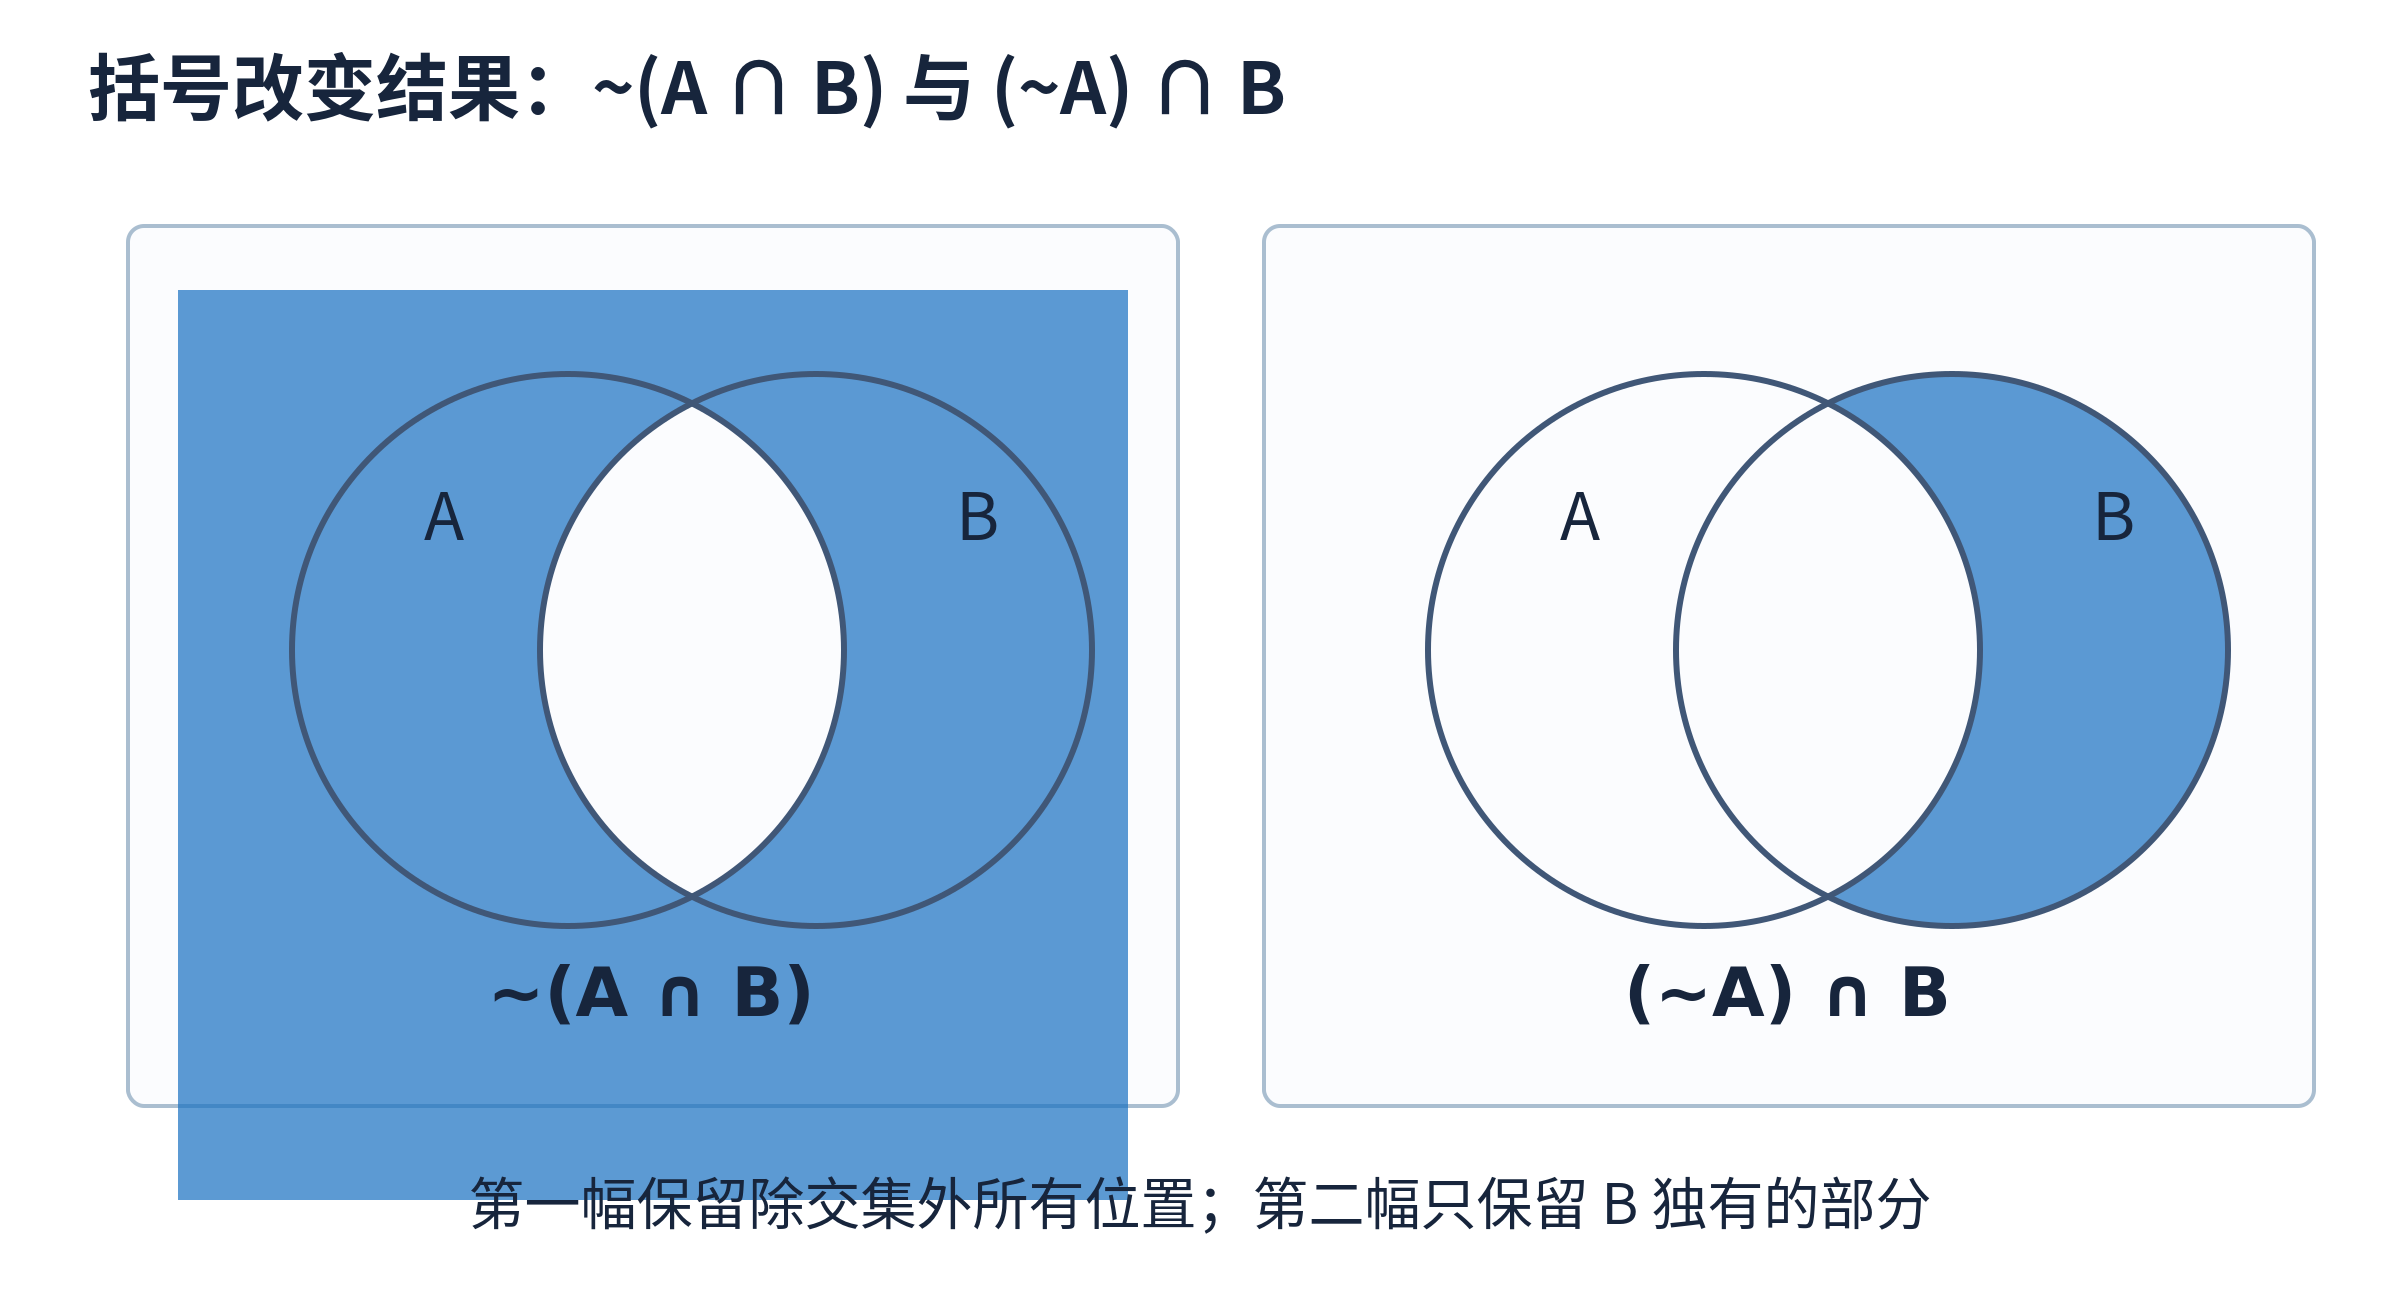 括号改变结果：~(A ∩ B) 与 (~A) ∩ B
A
B
~(A ∩ B)
A
B
(~A) ∩ B
第一幅保留除交集外所有位置；第二幅只保留 B 独有的部分